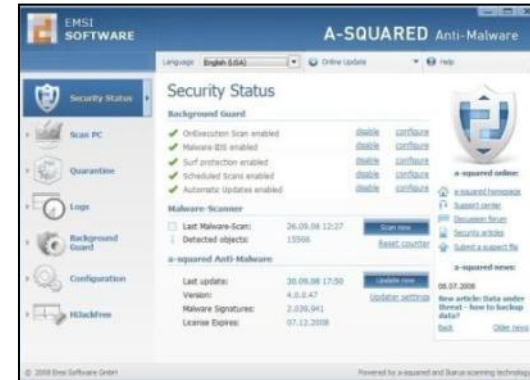 EMSI
SOFTWARE
A-SQUARED Anti-Malware
Language English (USA) Online Update Help
Security Status
Scan PC
Quarantine
Logs
Background
Guard
Configuration
HiJackFree
Security Status
Background Guard
OnExecution Scan enabled disable configure
Malware-IDS enabled disable configure
Surf protection enabled disable configure
Scheduled Scans enabled disable configure
Automatic Updates enabled disable configure
Malware-Scanner
Last Malware-Scan: 26.09.08 12:27 Scan now
Detected objects: 15566 Reset counter
a-squared Anti-Malware
Last update: 30.09.08 17:50 Update now
Version: 4.0.0.47 Updater settings
Malware Signatures: 2.039.941
License Expires: 07.12.2008
a-squared online:
a-squared homepage
Support center
Discussion forum
Security articles
Submit a suspect file
a-squared news:
08.07.2008
New article: Data under
threat - how to backup
data?
Back Older news
© 2008 Emsi Software GmbH
Powered by a-squared and Ikarus scanning technology